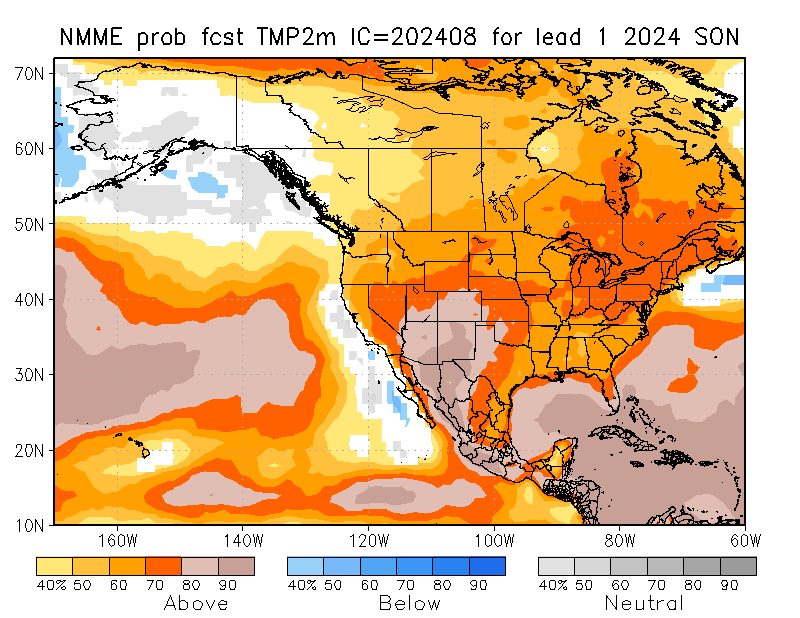 NMME prob fcst TMP2m IC=202408 for lead 1 2024 SON
70N
60N
50N
40N
30N
20N
10N
160W 140W 120W 100W 80W 60W
40% 50 60 70 80 90 40% 50 60 70 80 90 40% 50 60 70 80 90
Above Below Neutral